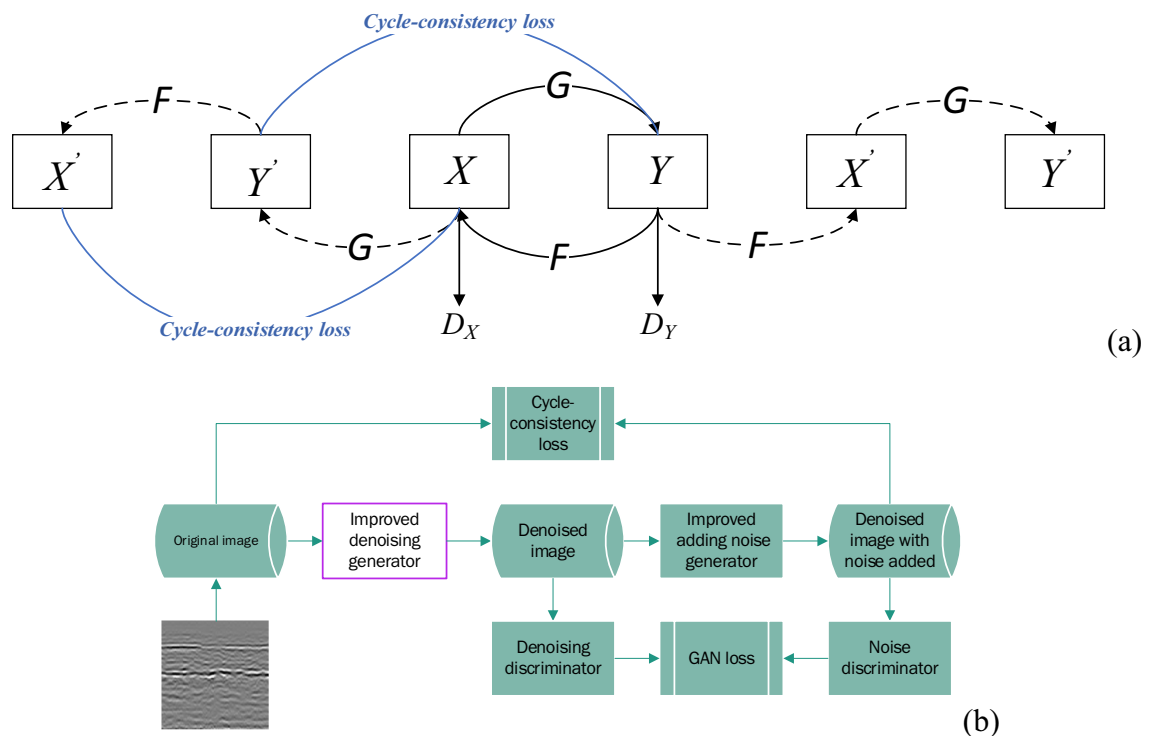 Cycle-consistency loss
F
G
G
X’
Y’
X
Y
X’
Y’
G
F
F
Cycle-consistency loss
D_X
D_Y
(a)
Cycle-
consistency
loss
Original image
Improved
denoising
generator
Denoised
image
Improved
adding noise
generator
Denoised
image with
noise added
Denoising
discriminator
GAN loss
Noise
discriminator
(b)